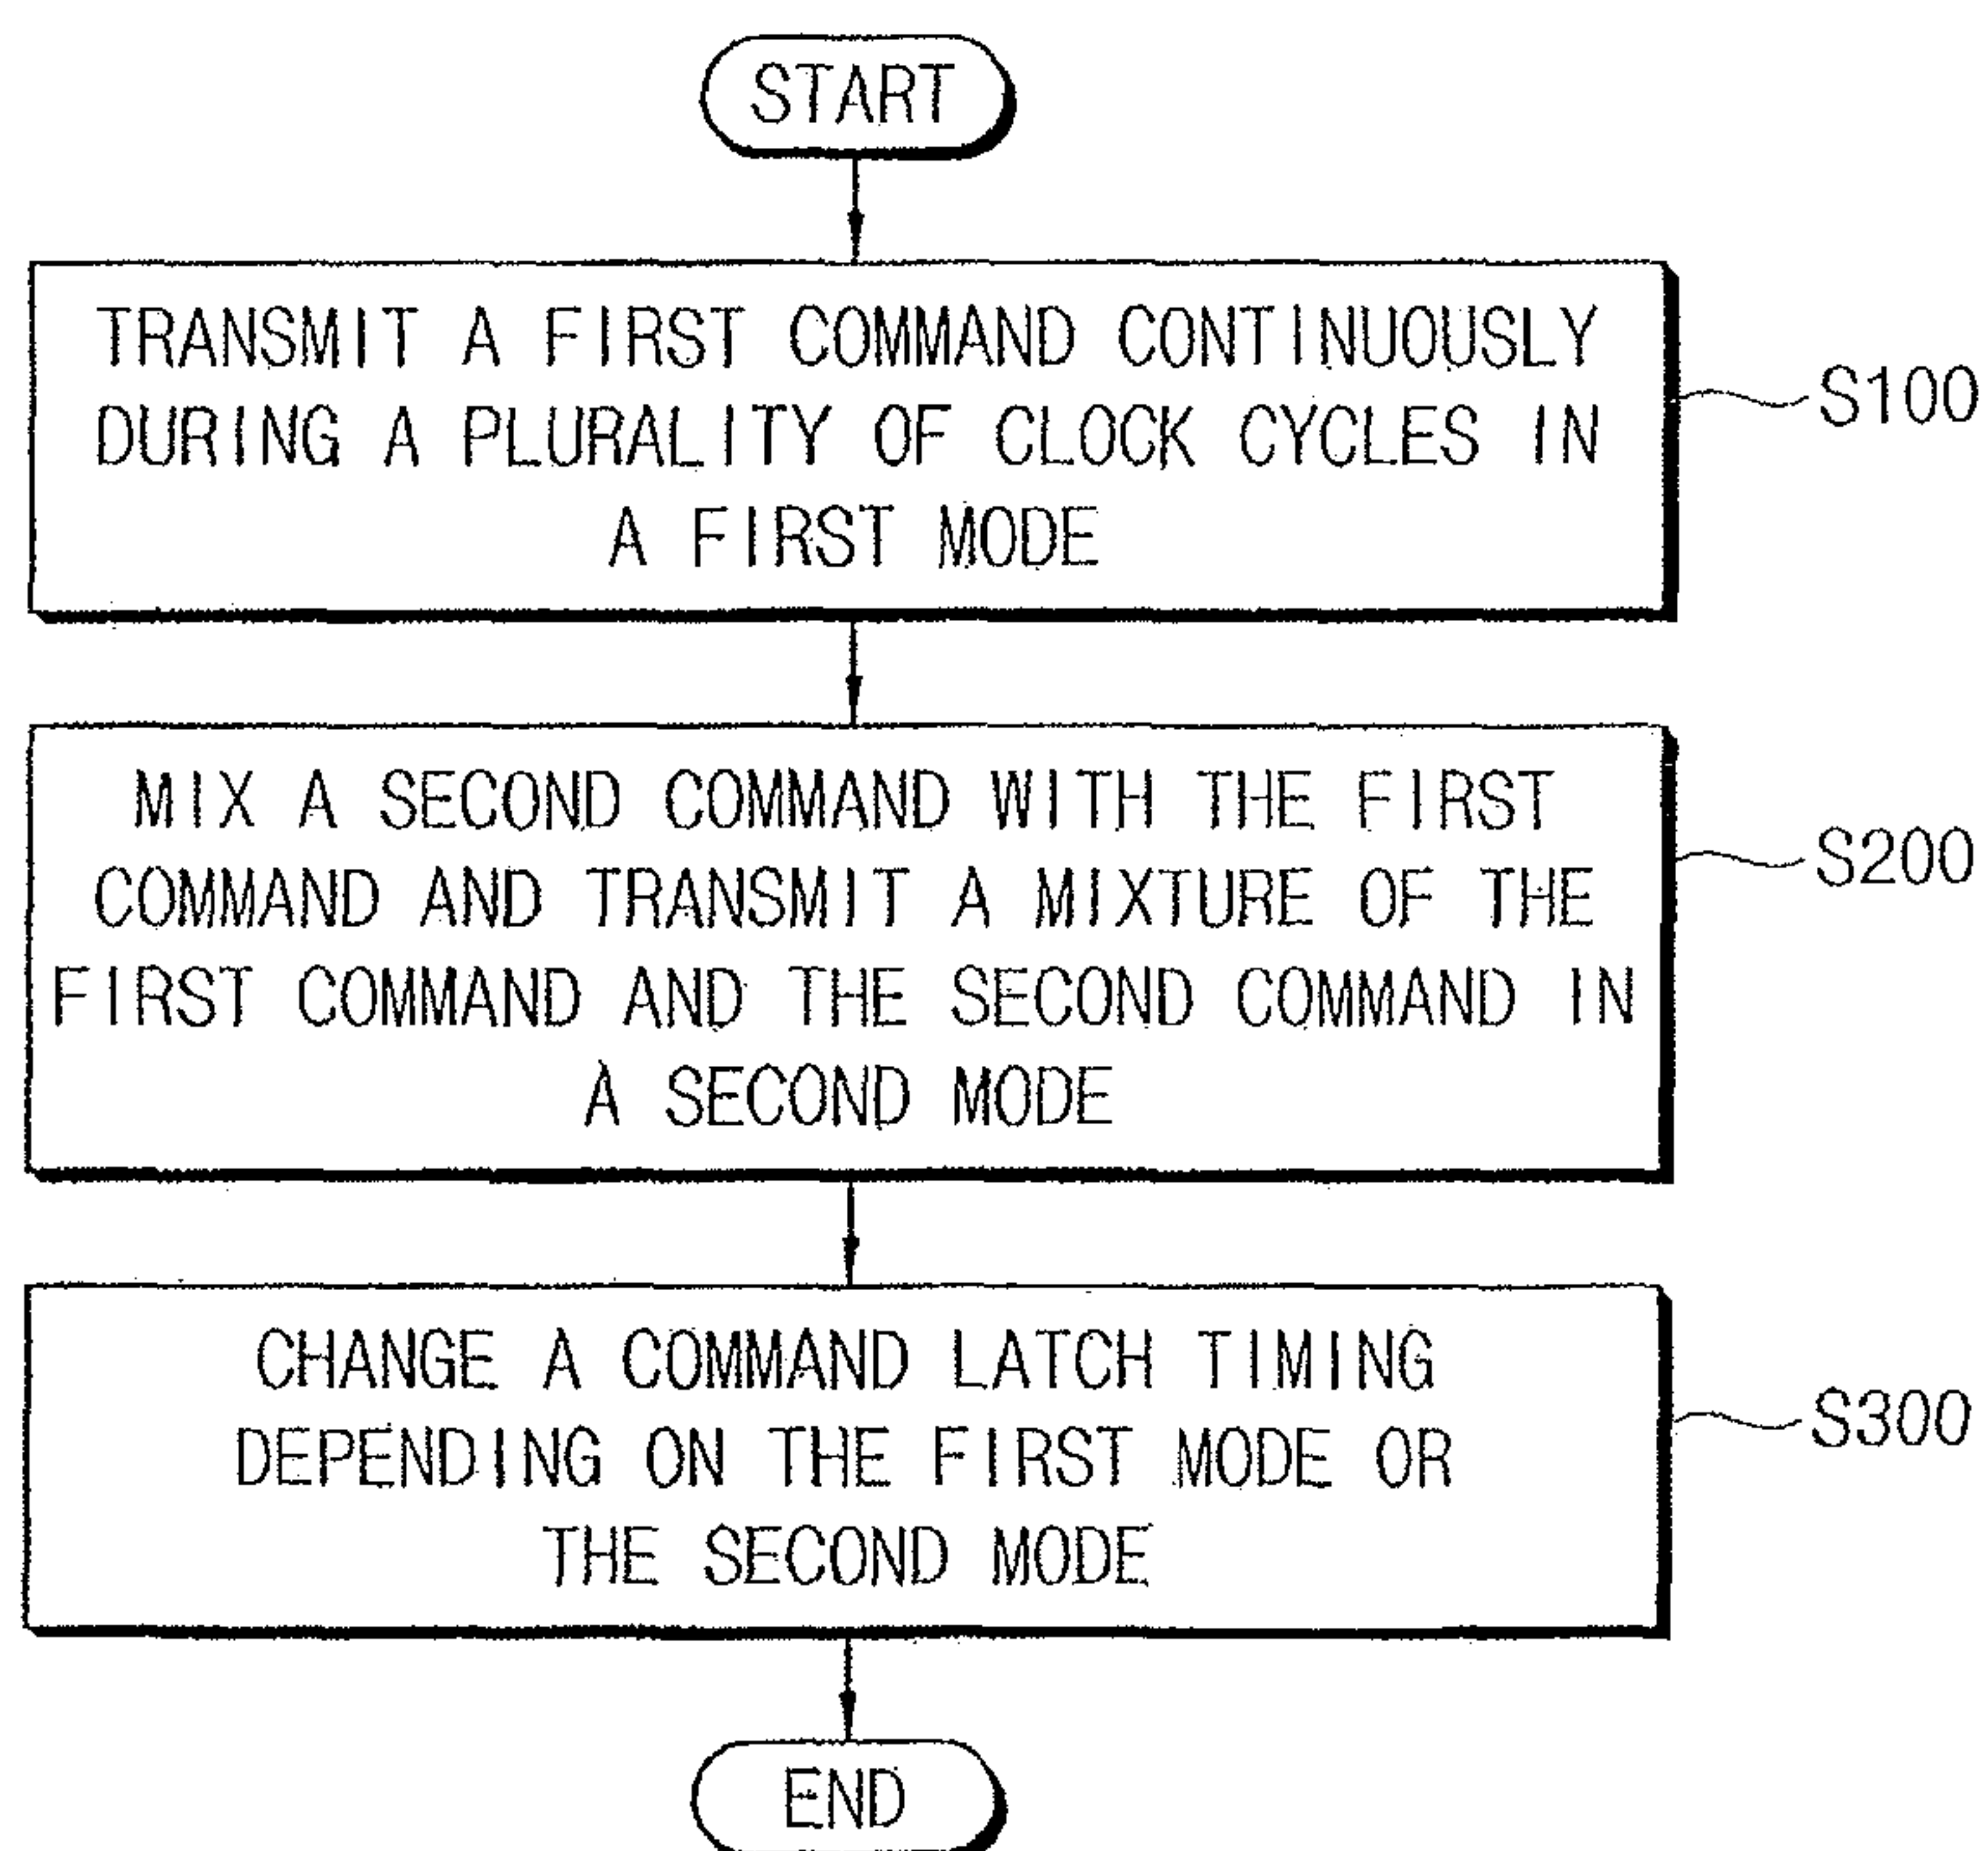 START
TRANSMIT A FIRST COMMAND CONTINUOUSLY
DURING A PLURALITY OF CLOCK CYCLES IN
A FIRST MODE
S100
MIX A SECOND COMMAND WITH THE FIRST
COMMAND AND TRANSMIT A MIXTURE OF THE
FIRST COMMAND AND THE SECOND COMMAND IN
A SECOND MODE
S200
CHANGE A COMMAND LATCH TIMING
DEPENDING ON THE FIRST MODE OR
THE SECOND MODE
S300
END